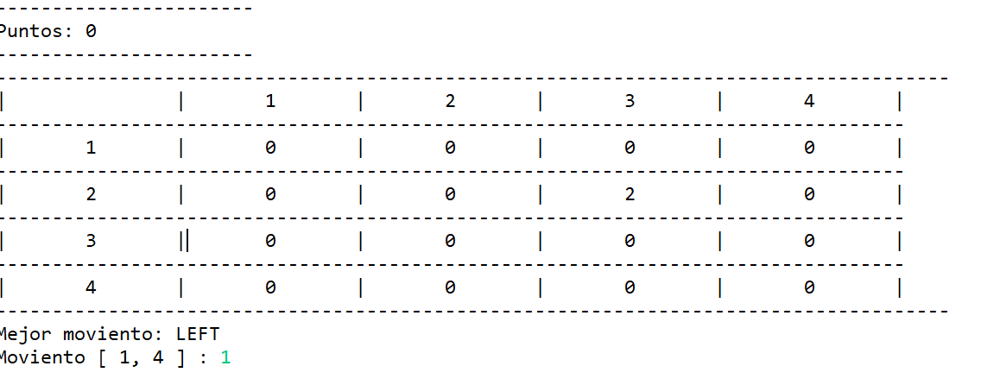 -----------------------
Puntos: 0
-----------------------
-------------------------------------------------------------------------------------
|               |       1       |       2       |       3       |       4       |
---------------------------------------------------------------------------------
|       1       |       0       |       0       |       0       |       0       |
---------------------------------------------------------------------------------
|       2       |       0       |       0       |       2       |       0       |
---------------------------------------------------------------------------------
|       3       |       0       |       0       |       0       |       0       |
---------------------------------------------------------------------------------
|       4       |       0       |       0       |       0       |       0       |
-------------------------------------------------------------------------------------
Mejor moviento: LEFT
Moviento [ 1, 4 ] : 1